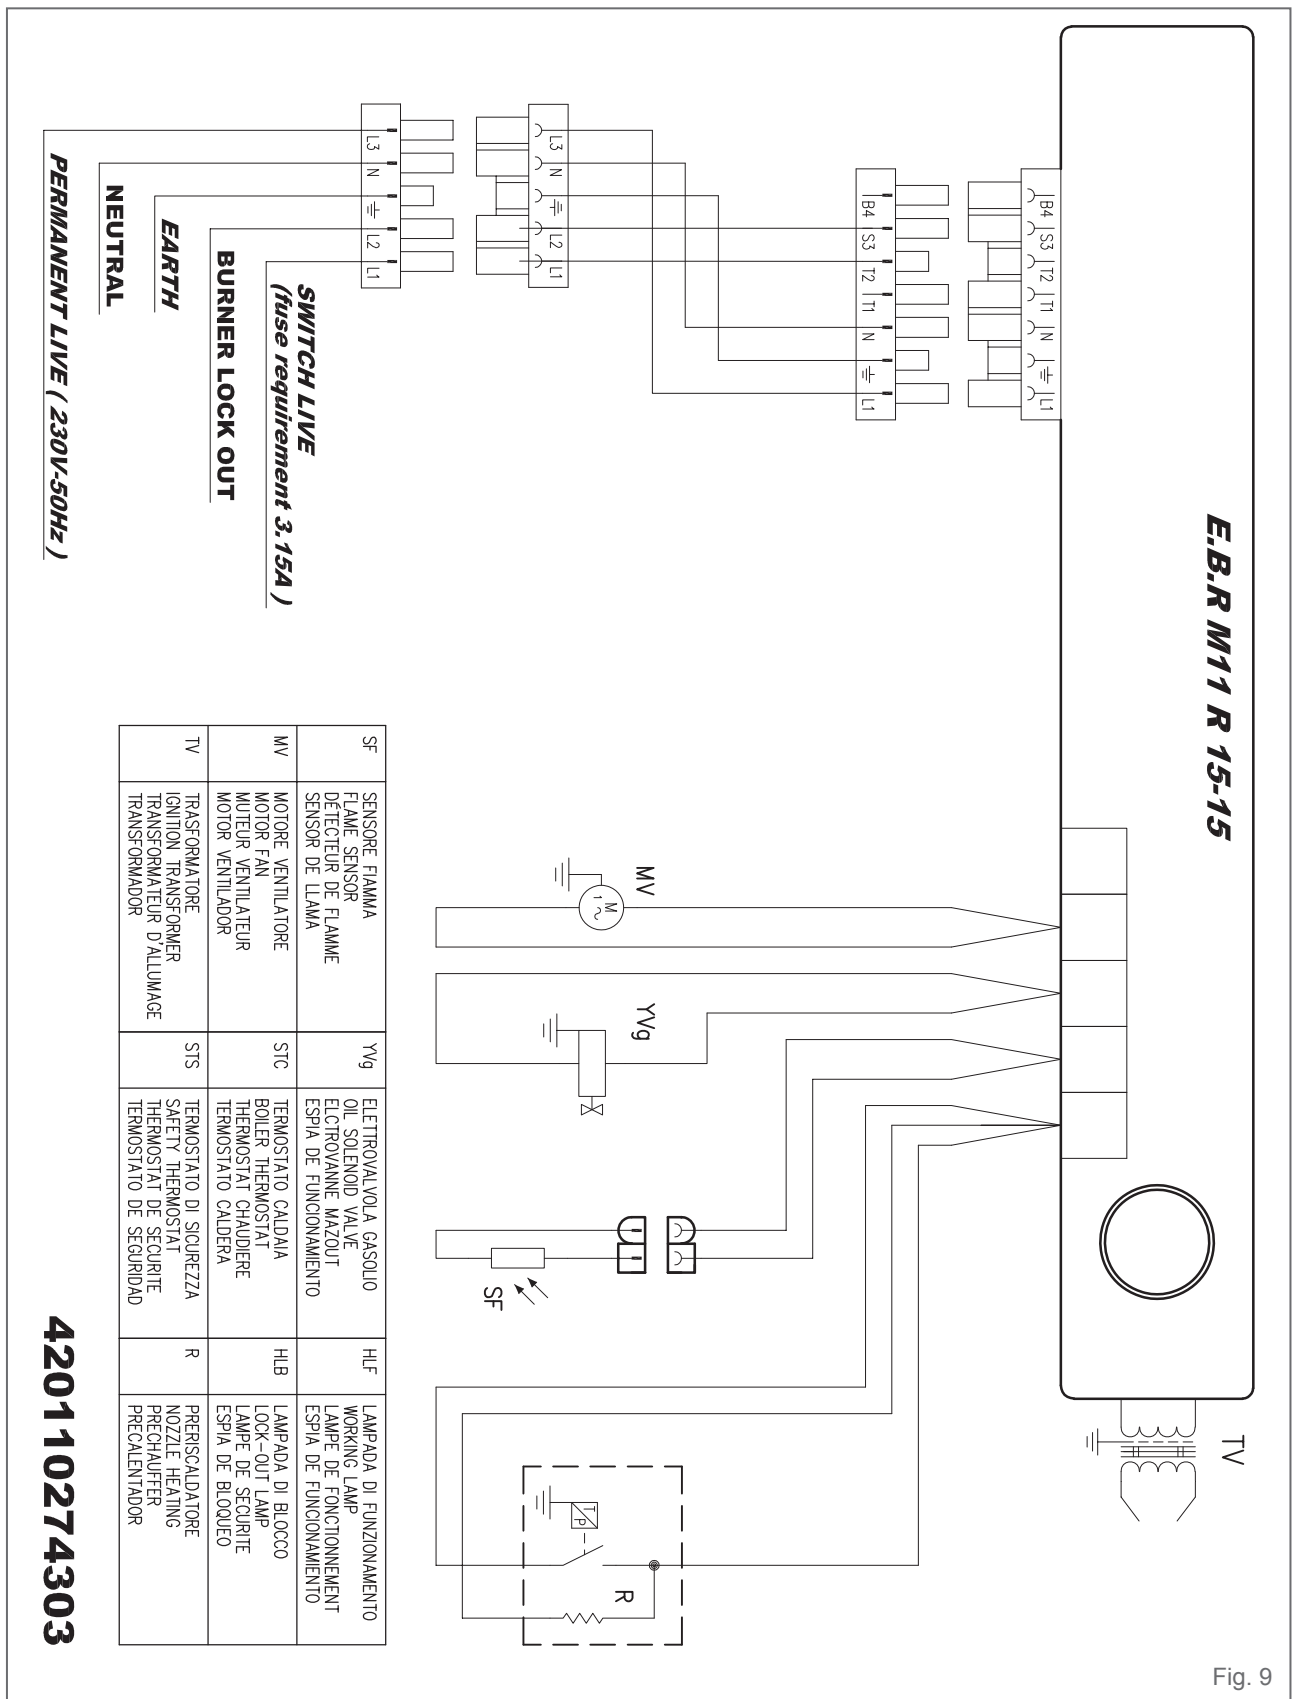 E.B.R M11 R 15-15
TV
B4 S3 T2 T1 N L1
B4 S3 T2 T1 N L1
L3 N L2 L1
L3 N L2 L1
SWITCH LIVE
(fuse requirement 3.15A )
BURNER LOCK OUT
EARTH
NEUTRAL
PERMANENT LIVE ( 230V-50Hz )
MV
M
1 ~
YVg
SF
T
P
R
SF
SENSORE FIAMMA
FLAME SENSOR
DÉTECTEUR DE FLAMME
SENSOR DE LLAMA
YVg
ELETTROVALVOLA GASOLIO
OIL SOLENOID VALVE
ELCTROVANNE MAZOUT
ESPIA DE FUNCIONAMIENTO
HLF
LAMPADA DI FUNZIONAMENTO
WORKING LAMP
LAMPE DE FONCTIONNEMENT
ESPIA DE FUNCIONAMIENTO
MV
MOTORE VENTILATORE
MOTOR FAN
MUTEUR VENTILATEUR
MOTOR VENTILADOR
STC
TERMOSTATO CALDAIA
BOILER THERMOSTAT
THERMOSTAT CHAUDIERE
TERMOSTATO CALDERA
HLB
LAMPADA DI BLOCCO
LOCK-OUT LAMP
LAMPE DE SECURITE
ESPIA DE BLOQUEO
TV
TRASFORMATORE
IGNITION TRANSFORMER
TRANSFORMATEUR D'ALLUMAGE
TRANSFORMADOR
STS
TERMOSTATO DI SICUREZZA
SAFETY THERMOSTAT
THERMOSTAT DE SECURITE
TERMOSTATO DE SEGURIDAD
R
PRERISCALDATORE
NOZZLE HEATING
PRECHAUFFER
PRECALENTADOR
420110274303
Fig. 9